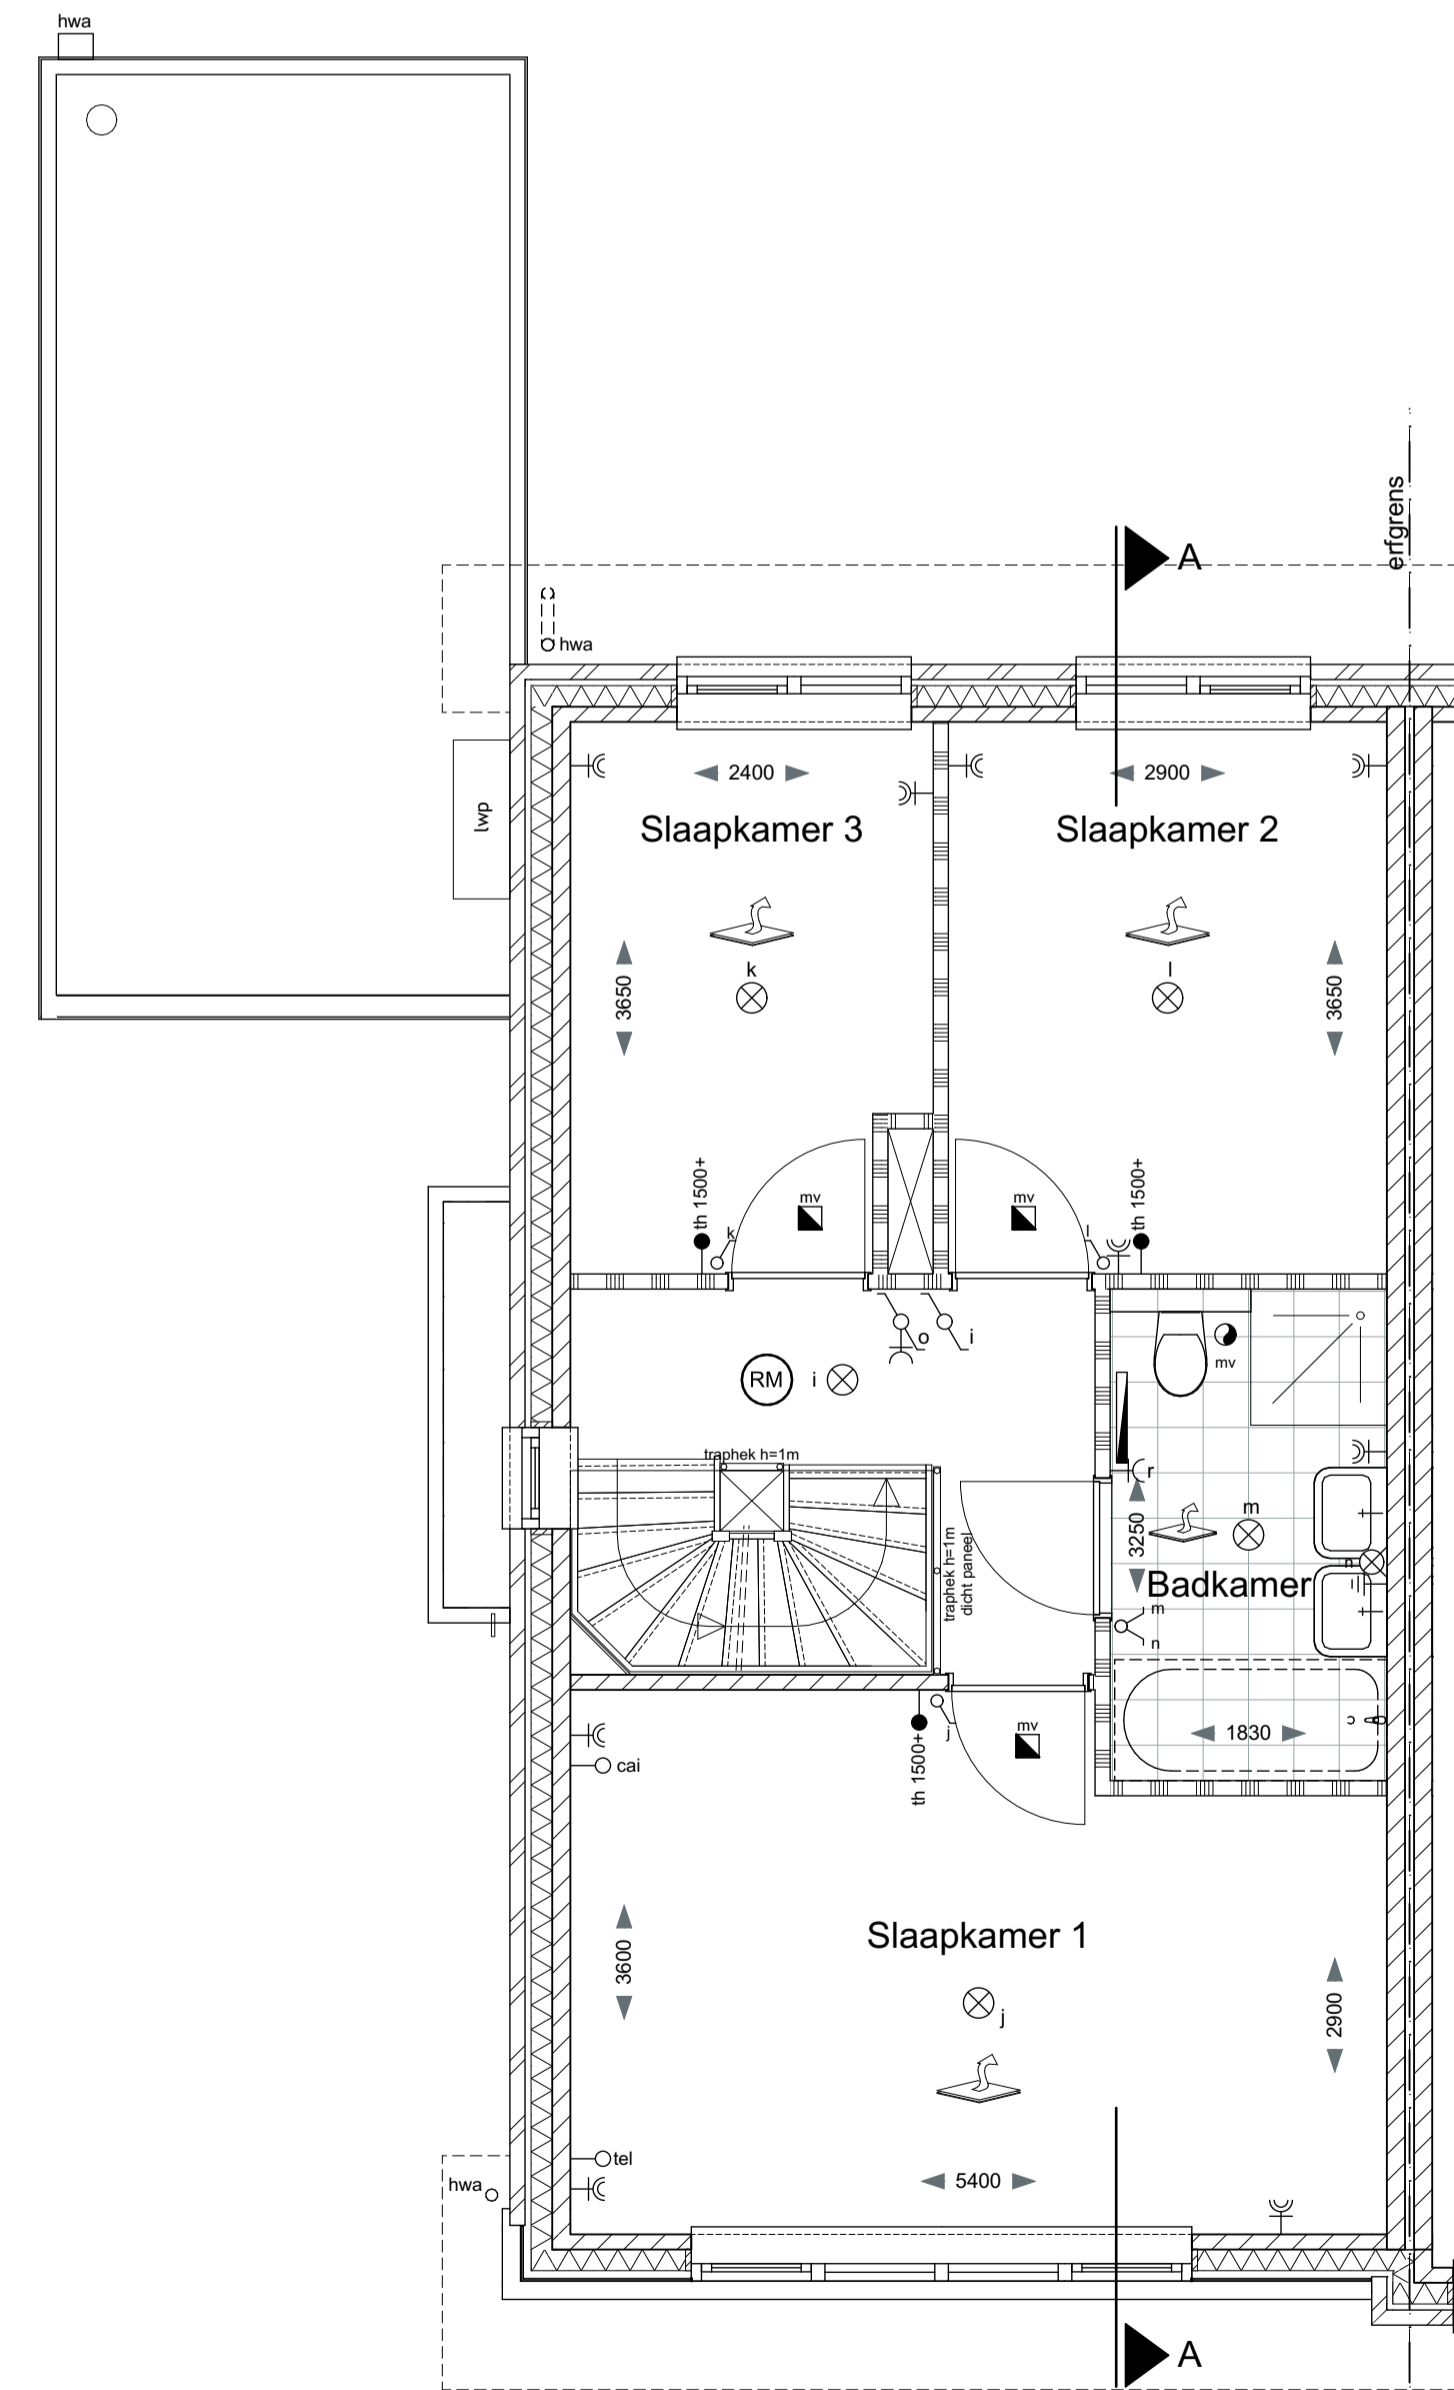 hwa
erfgrens
A
hwa
lwp
2400
2900
Slaapkamer 3
Slaapkamer 2
k
l
3650
3650
th 1500+
k
mv
mv
l
th 1500+
o
i
RM
i
mv
traphek h=1m
r
m
3250
traphek h=1m
dicht paneel
n
Badkamer
m
n
j
mv
1830
th 1500+
cai
Slaapkamer 1
3600
j
2900
tel
5400
hwa
A